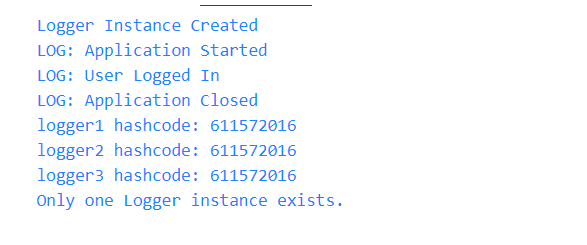 Logger Instance Created
LOG: Application Started
LOG: User Logged In
LOG: Application Closed
logger1 hashcode: 611572016
logger2 hashcode: 611572016
logger3 hashcode: 611572016
Only one Logger instance exists.